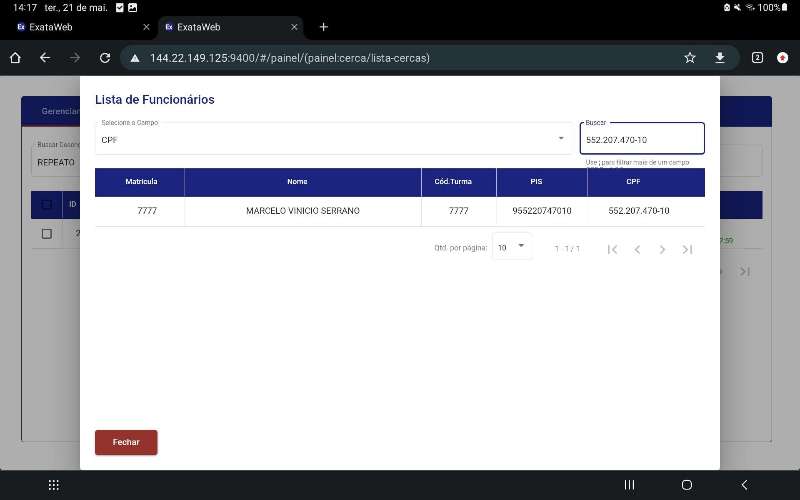 14:17 ter., 21 de mai. 100%
Ex ExataWeb
Ex ExataWeb
144.22.149.125:9400/#/painel/(painel:cerca/lista-cercas)
2
Gerenciar
Buscar
REPEATO
ID
2
Lista de Funcionários
Selecione o Campo
CPF
Buscar
552.207.470-10
Use ; para filtrar mais de um campo
Matricula Nome Cód.Turma PIS CPF
7777 MARCELO VINICIO SERRANO 7777 955220747010 552.207.470-10
Qtd. por página: 10 1 - 1 / 1
Fechar